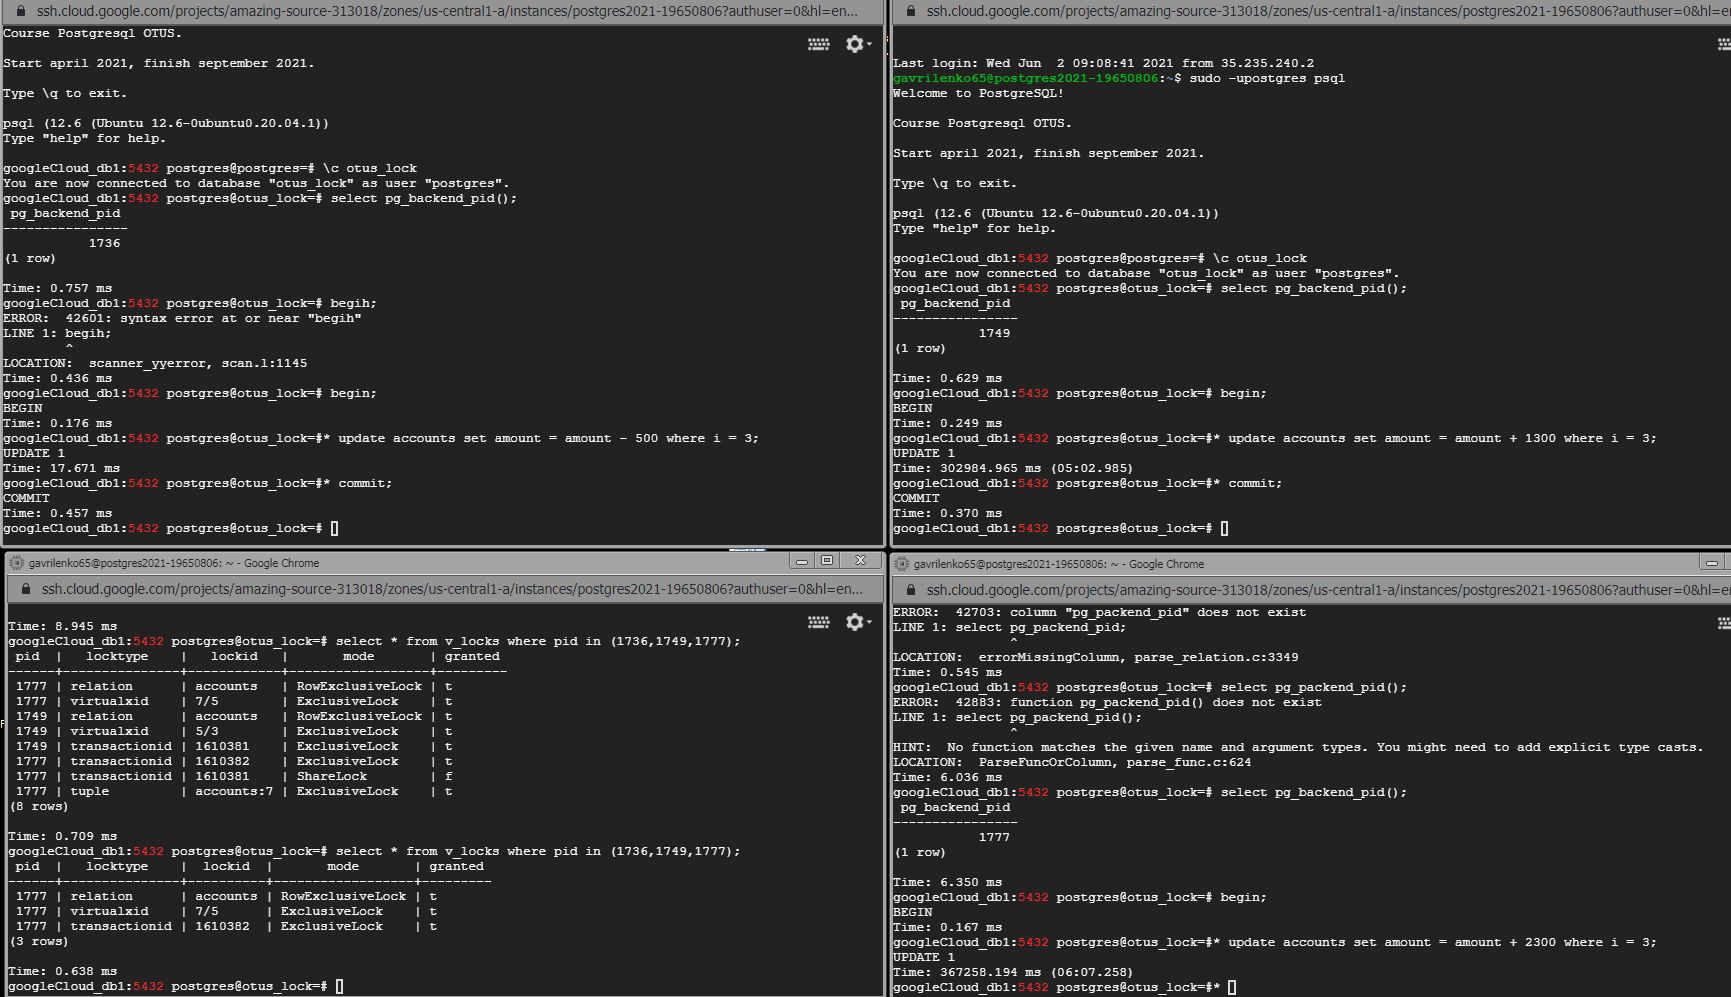 ssh.cloud.google.com/projects/amazing-source-313018/zones/us-central1-a/instances/postgres2021-19650806?authuser=0&hl=en...
Course Postgresql OTUS.
Start april 2021, finish september 2021.
Type \q to exit.
psql (12.6 (Ubuntu 12.6-0ubuntu0.20.04.1))
Type "help" for help.
googleCloud_db1:5432 postgres@postgres=# \c otus_lock
You are now connected to database "otus_lock" as user "postgres".
googleCloud_db1:5432 postgres@otus_lock=# select pg_backend_pid();
 pg_backend_pid
----------------
           1736
(1 row)
Time: 0.757 ms
googleCloud_db1:5432 postgres@otus_lock=# begih;
ERROR:  42601: syntax error at or near "begih"
LINE 1: begih;
        ^
LOCATION:  scanner_yyerror, scan.l:1145
Time: 0.436 ms
googleCloud_db1:5432 postgres@otus_lock=# begin;
BEGIN
Time: 0.176 ms
googleCloud_db1:5432 postgres@otus_lock=#* update accounts set amount = amount - 500 where i = 3;
UPDATE 1
Time: 17.671 ms
googleCloud_db1:5432 postgres@otus_lock=#* commit;
COMMIT
Time: 0.457 ms
googleCloud_db1:5432 postgres@otus_lock=#
ssh.cloud.google.com/projects/amazing-source-313018/zones/us-central1-a/instances/postgres2021-19650806?authuser=0&hl=en
Last login: Wed Jun  2 09:08:41 2021 from 35.235.240.2
gavrilenko65@postgres2021-19650806:~$ sudo -upostgres psql
Welcome to PostgreSQL!
Course Postgresql OTUS.
Start april 2021, finish september 2021.
Type \q to exit.
psql (12.6 (Ubuntu 12.6-0ubuntu0.20.04.1))
Type "help" for help.
googleCloud_db1:5432 postgres@postgres=# \c otus_lock
You are now connected to database "otus_lock" as user "postgres".
googleCloud_db1:5432 postgres@otus_lock=# select pg_backend_pid();
 pg_backend_pid
----------------
           1749
(1 row)
Time: 0.629 ms
googleCloud_db1:5432 postgres@otus_lock=# begin;
BEGIN
Time: 0.249 ms
googleCloud_db1:5432 postgres@otus_lock=#* update accounts set amount = amount + 1300 where i = 3;
UPDATE 1
Time: 302984.965 ms (05:02.985)
googleCloud_db1:5432 postgres@otus_lock=#* commit;
COMMIT
Time: 0.370 ms
googleCloud_db1:5432 postgres@otus_lock=#
gavrilenko65@postgres2021-19650806: ~ - Google Chrome
ssh.cloud.google.com/projects/amazing-source-313018/zones/us-central1-a/instances/postgres2021-19650806?authuser=0&hl=en...
Time: 8.945 ms
googleCloud_db1:5432 postgres@otus_lock=# select * from v_locks where pid in (1736,1749,1777);
 pid  |   locktype    |   lockid   |       mode       | granted
------+---------------+------------+------------------+---------
 1777 | relation      | accounts   | RowExclusiveLock | t
 1777 | virtualxid    | 7/5        | ExclusiveLock    | t
 1749 | relation      | accounts   | RowExclusiveLock | t
 1749 | virtualxid    | 5/3        | ExclusiveLock    | t
 1749 | transactionid | 1610381    | ExclusiveLock    | t
 1777 | transactionid | 1610382    | ExclusiveLock    | t
 1777 | transactionid | 1610381    | ShareLock        | f
 1777 | tuple         | accounts:7 | ExclusiveLock    | t
(8 rows)
Time: 0.709 ms
googleCloud_db1:5432 postgres@otus_lock=# select * from v_locks where pid in (1736,1749,1777);
 pid  |   locktype    |  lockid  |       mode       | granted
------+---------------+----------+------------------+---------
 1777 | relation      | accounts | RowExclusiveLock | t
 1777 | virtualxid    | 7/5      | ExclusiveLock    | t
 1777 | transactionid | 1610382  | ExclusiveLock    | t
(3 rows)
Time: 0.638 ms
googleCloud_db1:5432 postgres@otus_lock=#
gavrilenko65@postgres2021-19650806: ~ - Google Chrome
ssh.cloud.google.com/projects/amazing-source-313018/zones/us-central1-a/instances/postgres2021-19650806?authuser=0&hl=en
ERROR:  42703: column "pg_packend_pid" does not exist
LINE 1: select pg_packend_pid;
               ^
LOCATION:  errorMissingColumn, parse_relation.c:3349
Time: 0.545 ms
googleCloud_db1:5432 postgres@otus_lock=# select pg_packend_pid();
ERROR:  42883: function pg_packend_pid() does not exist
LINE 1: select pg_packend_pid();
               ^
HINT:  No function matches the given name and argument types. You might need to add explicit type casts.
LOCATION:  ParseFuncOrColumn, parse_func.c:624
Time: 6.036 ms
googleCloud_db1:5432 postgres@otus_lock=# select pg_backend_pid();
 pg_backend_pid
----------------
           1777
(1 row)
Time: 6.350 ms
googleCloud_db1:5432 postgres@otus_lock=# begin;
BEGIN
Time: 0.167 ms
googleCloud_db1:5432 postgres@otus_lock=#* update accounts set amount = amount + 2300 where i = 3;
UPDATE 1
Time: 367258.194 ms (06:07.258)
googleCloud_db1:5432 postgres@otus_lock=#*